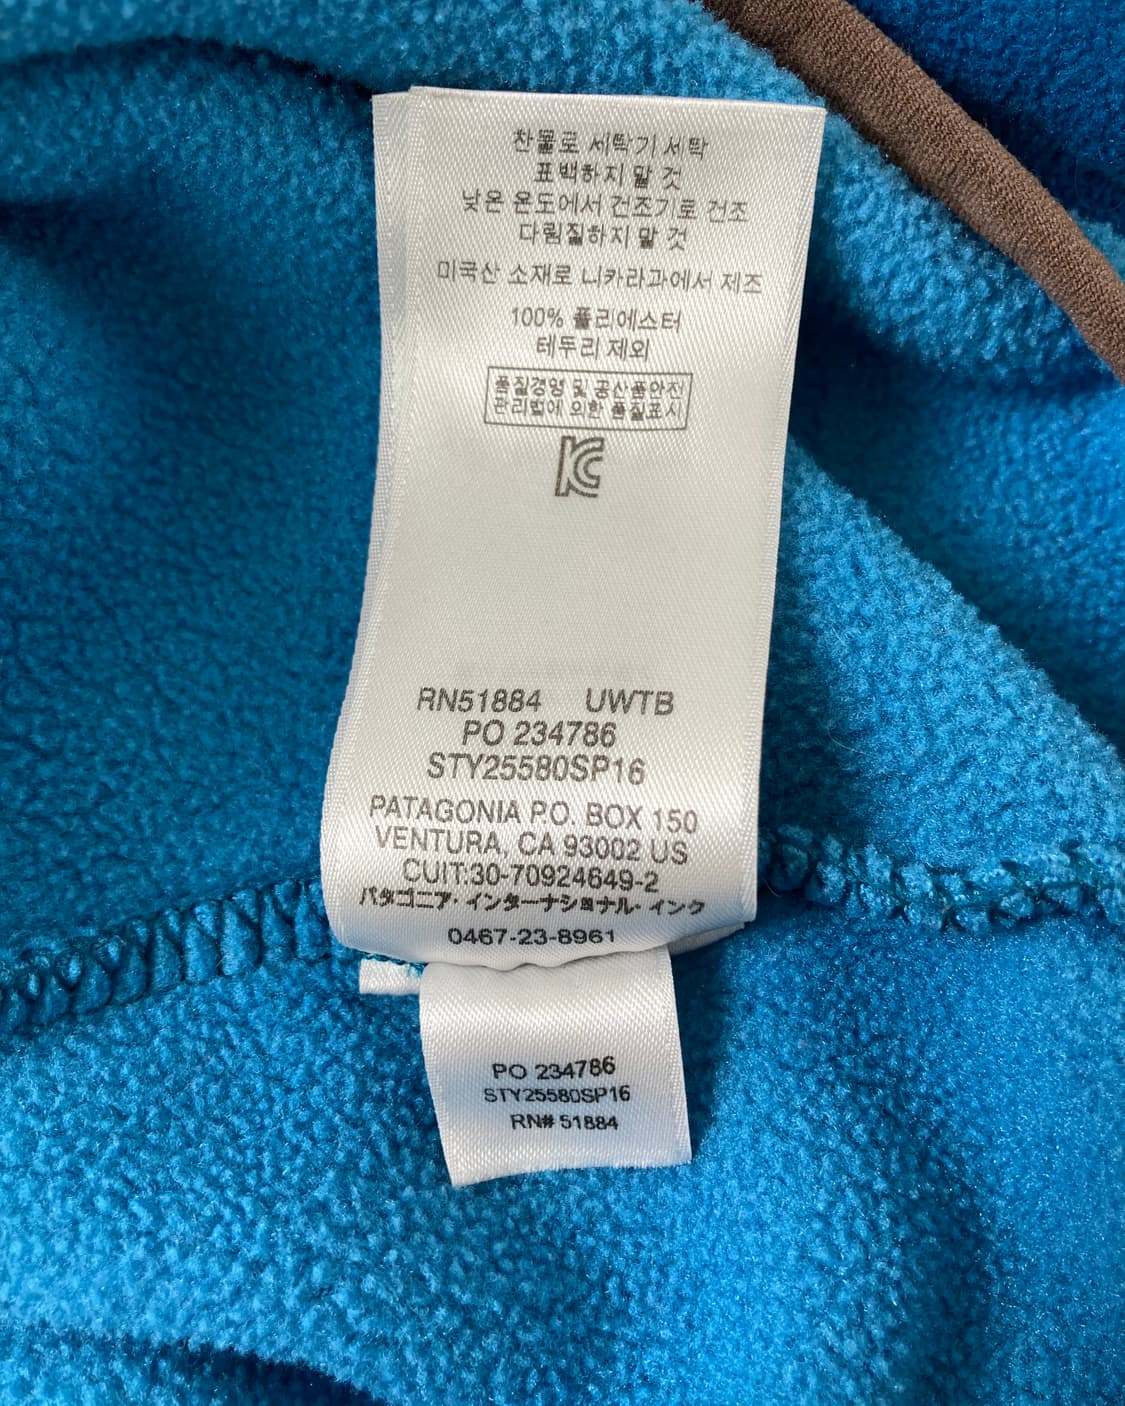 찬물로 세탁기 세탁
표백하지 말 것
낮은 온도에서 건조기로 건조
다림질하지 말 것
미국산 소재로 니카라과에서 제조
100% 폴리에스터
테두리 제외
품질경영 및 공산품안전
관리법에 의한 품질표시
KC
RN51884 UWTB
PO 234786
STY25580SP16
PATAGONIA P.O. BOX 150
VENTURA, CA 93002 US
CUIT:30-70924649-2
パタゴニア・インターナショナル・インク
0467-23-8961
PO 234786
STY25580SP16
RN# 51884